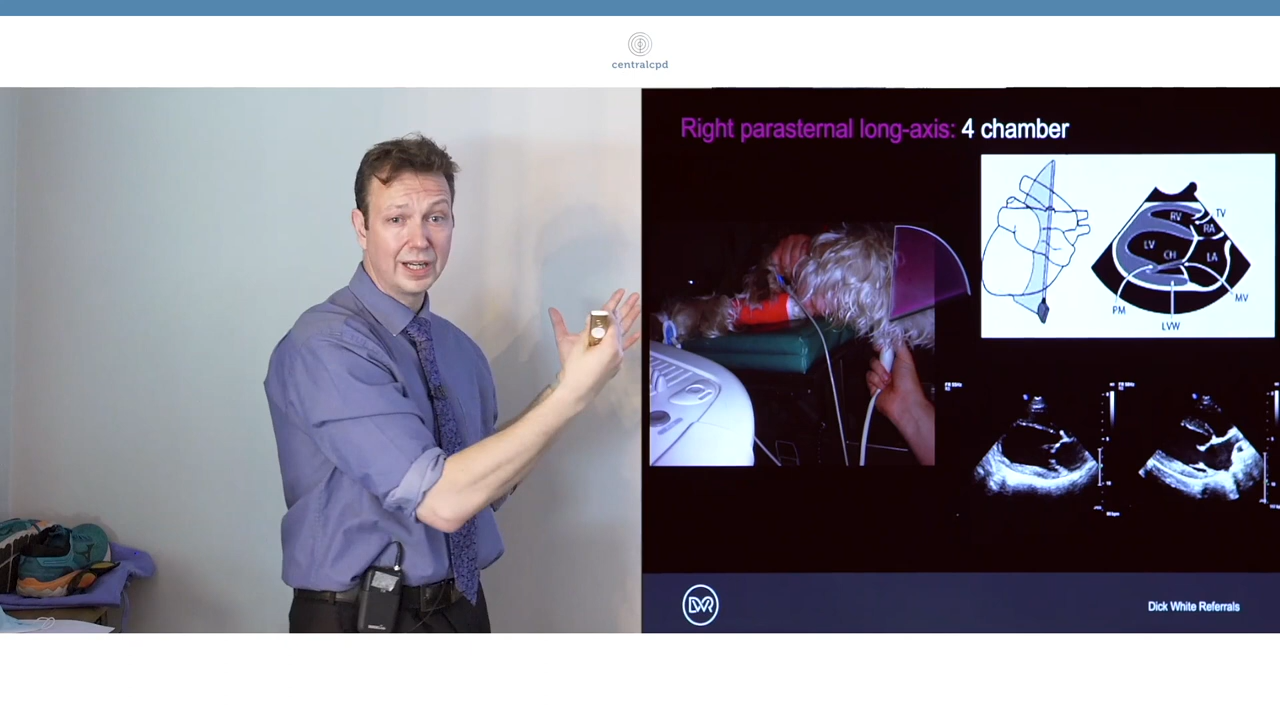 centralcpd
Right parasternal long-axis: 4 chamber
RV
TV
RA
LV
CH
LA
PM
MV
LVW
DWR
Dick White Referrals